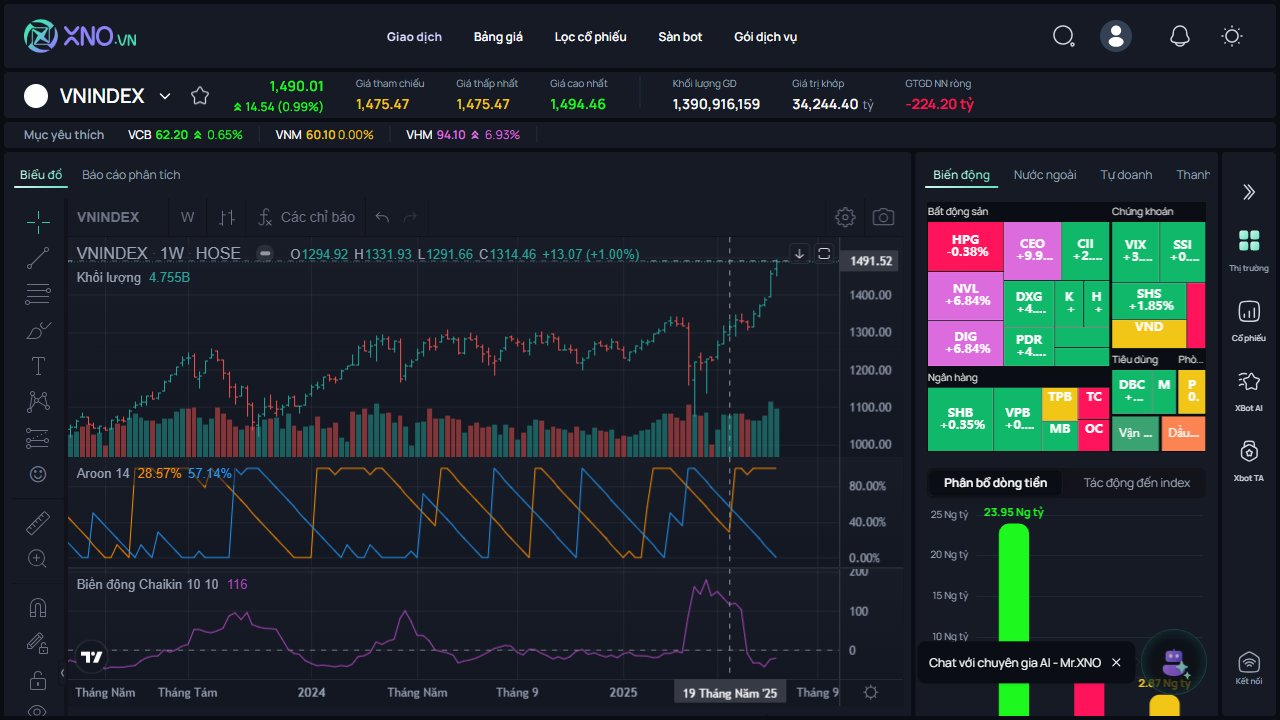 XNO.VN
Giao dịch Bảng giá Lọc cổ phiếu Sàn bot Gói dịch vụ
VNINDEX
1,490.01
14.54 (0.99%)
Giá tham chiếu
1,475.47
Giá thấp nhất
1,475.47
Giá cao nhất
1,494.46
Khối lượng GD
1,390,916,159
Giá trị khớp
34,244.40 tỷ
GTGD NN ròng
-224.20 tỷ
Mục yêu thích VCB 62.20 0.65% VNM 60.10 0.00% VHM 94.10 6.93%
Biểu đồ Báo cáo phân tích
VNINDEX W Các chỉ báo
VNINDEX 1W HOSE O1294.92 H1331.93 L1291.66 C1314.46 +13.07 (+1.00%)
Khối lượng 4.755B
1491.52
1400.00
1300.00
1200.00
1100.00
1000.00
Aroon 14 28.57% 57.14%
80.00%
40.00%
0.00%
Biên động Chaikin 10 10 116
200
100
0
Tháng Năm Tháng Tám 2024 Tháng Năm Tháng 9 2025 19 Tháng Năm '25 Tháng 9
Biến động Nước ngoài Tự doanh Thanh
Bất động sản
HPG
-0.38%
NVL
+6.84%
DIG
+6.84%
CEO
+9.9...
CII
+2....
DXG
+4....
K
+
H
+
PDR
+4....
Chứng khoán
VIX
+3....
SSI
+0....
SHS
+1.85%
VND
Tiêu dùng
DBC
+...
M
Phò...
P
0.
Ngân hàng
SHB
+0.35%
VPB
+0....
TPB
TC
MB
OC
Vận ...
Dầu...
Phân bổ dòng tiền Tác động đến index
25 Ng tỷ
23.95 Ng tỷ
20 Ng tỷ
15 Ng tỷ
10 Ng tỷ
2.87 Ng tỷ
Chat với chuyên gia AI - Mr.XNO
Thị trường
Cổ phiếu
XBot AI
Xbot TA
Kết nối